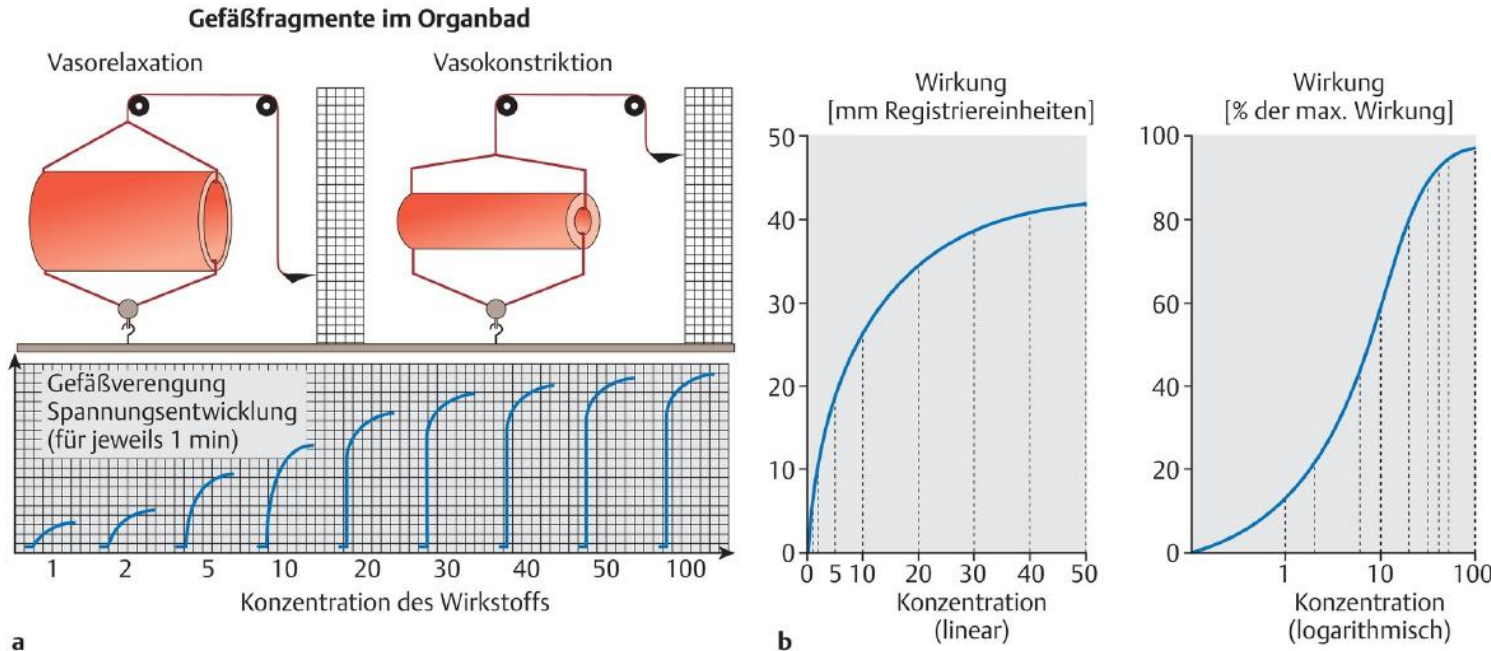 Gefäßfragmente im Organbad
Vasorelaxation
Vasokonstriktion
Gefäßverengung
Spannungsentwicklung
(für jeweils 1 min)
1 2 5 10 20 30 40 50 100
Konzentration des Wirkstoffs
a
Wirkung
[mm Registriereinheiten]
50
40
30
20
10
0
0 5 10 20 30 40 50
Konzentration
(linear)
b
Wirkung
[% der max. Wirkung]
100
80
60
40
20
0
1 10 100
Konzentration
(logarithmisch)